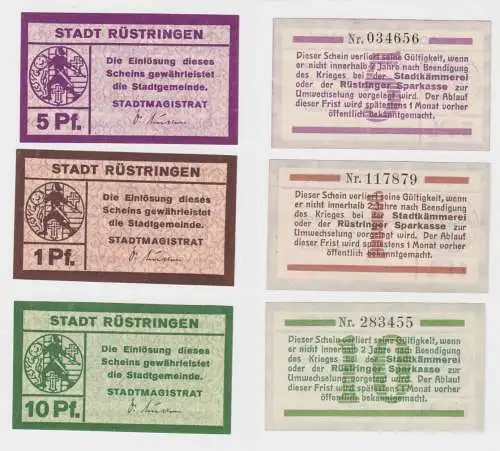 STADT RÜSTRINGEN
Die Einlösung dieses
Scheins gewährleistet
die Stadtgemeinde.
STADTMAGISTRAT
5 Pf.
Nr. 034656
Dieser Schein verliert seine Gültigkeit, wenn
er nicht innerhalb 2 Jahre nach Beendigung
des Krieges bei der Stadtkämmerei
oder der Rüstringer Sparkasse zur
Umwechselung vorgelegt wird. Der Ablauf
dieser Frist wird spätestens 1 Monat vorher
öffentlich bekanntgemacht.
STADT RÜSTRINGEN
Die Einlösung dieses
Scheins gewährleistet
die Stadtgemeinde.
STADTMAGISTRAT
1 Pf.
Nr. 117879
Dieser Schein verliert seine Gültigkeit, wenn
er nicht innerhalb 2 Jahre nach Beendigung
des Krieges bei der Stadtkämmerei
oder der Rüstringer Sparkasse zur
Umwechselung vorgelegt wird. Der Ablauf
dieser Frist wird spätestens 1 Monat vorher
öffentlich bekanntgemacht.
1
STADT RÜSTRINGEN
Die Einlösung dieses
Scheins gewährleistet
die Stadtgemeinde.
STADTMAGISTRAT
10 Pf.
Nr. 283455
Dieser Schein verliert seine Gültigkeit, wenn
er nicht innerhalb 2 Jahre nach Beendigung
des Krieges bei der Stadtkämmerei
oder der Rüstringer Sparkasse zur
Umwechselung vorgelegt wird. Der Ablauf
dieser Frist wird spätestens 1 Monat vorher
öffentlich bekanntgemacht.
10